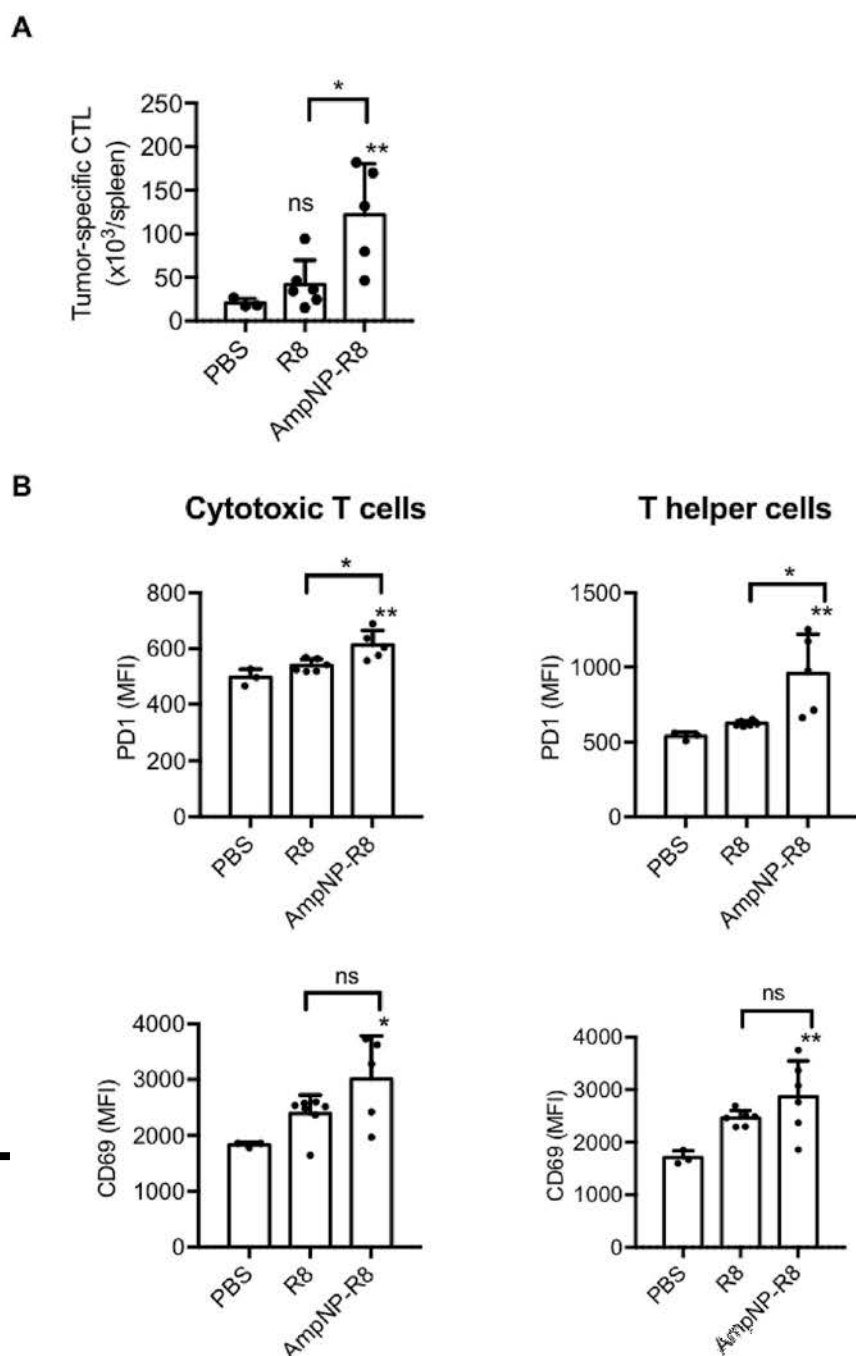 A
*
**
ns
250
200
150
100
50
0
Tumor-specific CTL
(x10³/spleen)
PBS
R8
AmpNP-R8
B
Cytotoxic T cells
T helper cells
*
**
800
600
400
200
0
PD1 (MFI)
PBS
R8
AmpNP-R8
*
**
1500
1000
500
0
PD1 (MFI)
PBS
R8
AmpNP-R8
ns
*
4000
3000
2000
1000
0
CD69 (MFI)
PBS
R8
AmpNP-R8
ns
**
4000
3000
2000
1000
0
CD69 (MFI)
PBS
R8
AmpNP-R8